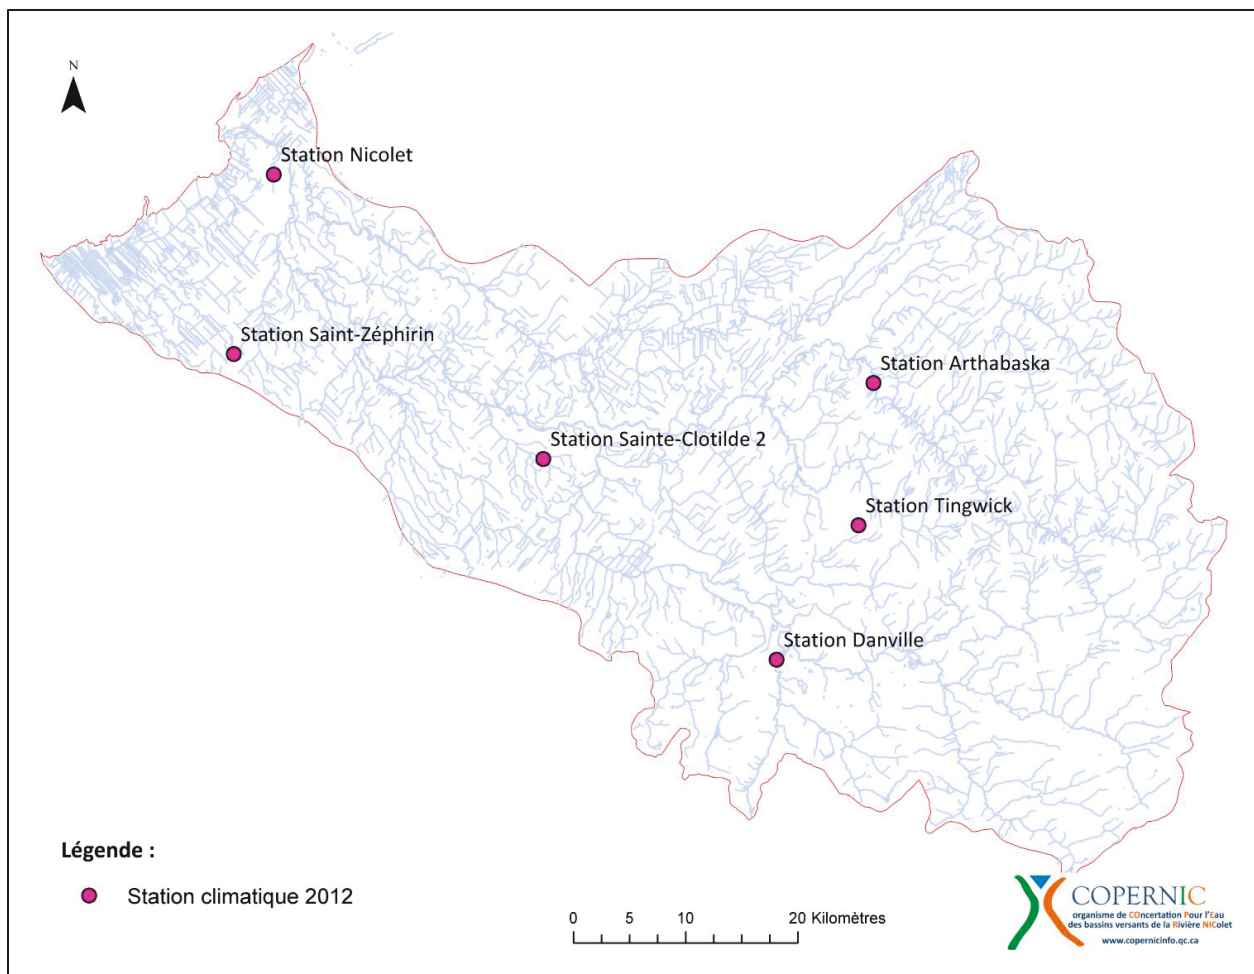 N
Station Nicolet
Station Saint-Zéphirin
Station Arthabaska
Station Sainte-Clotilde 2
Station Tingwick
Station Danville
Légende :
Station climatique 2012
0 5 10 20 Kilomètres
COPERNIC
organisme de COncertation Pour l'Eau
des bassins versants de la Rivière NIColet
www.copernicinfo.qc.ca